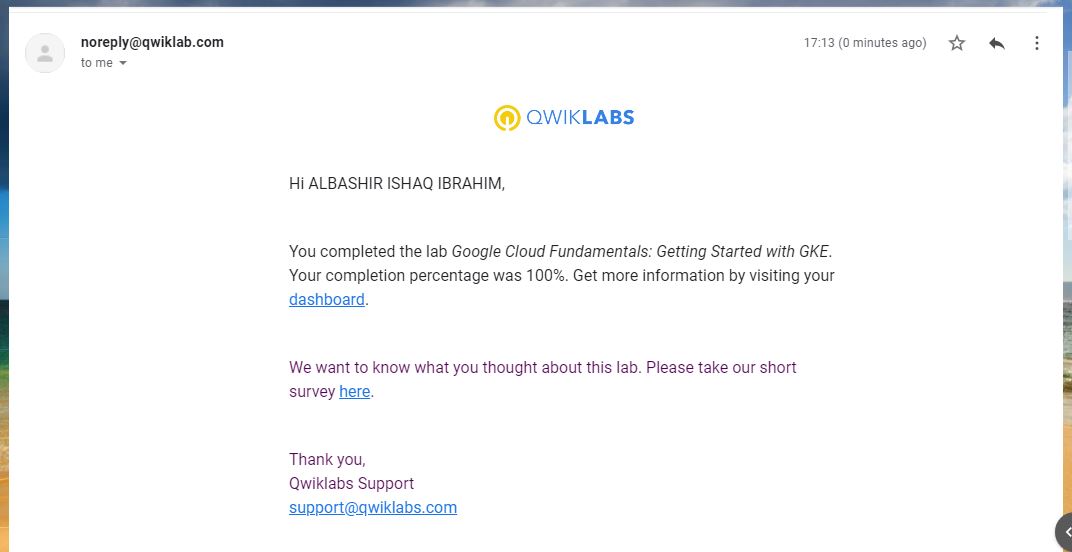 noreply@qwiklab.com
17:13 (0 minutes ago)
to me
QWIKLABS
Hi ALBASHIR ISHAQ IBRAHIM,
You completed the lab Google Cloud Fundamentals: Getting Started with GKE.
Your completion percentage was 100%. Get more information by visiting your
dashboard.
We want to know what you thought about this lab. Please take our short
survey here.
Thank you,
Qwiklabs Support
support@qwiklabs.com